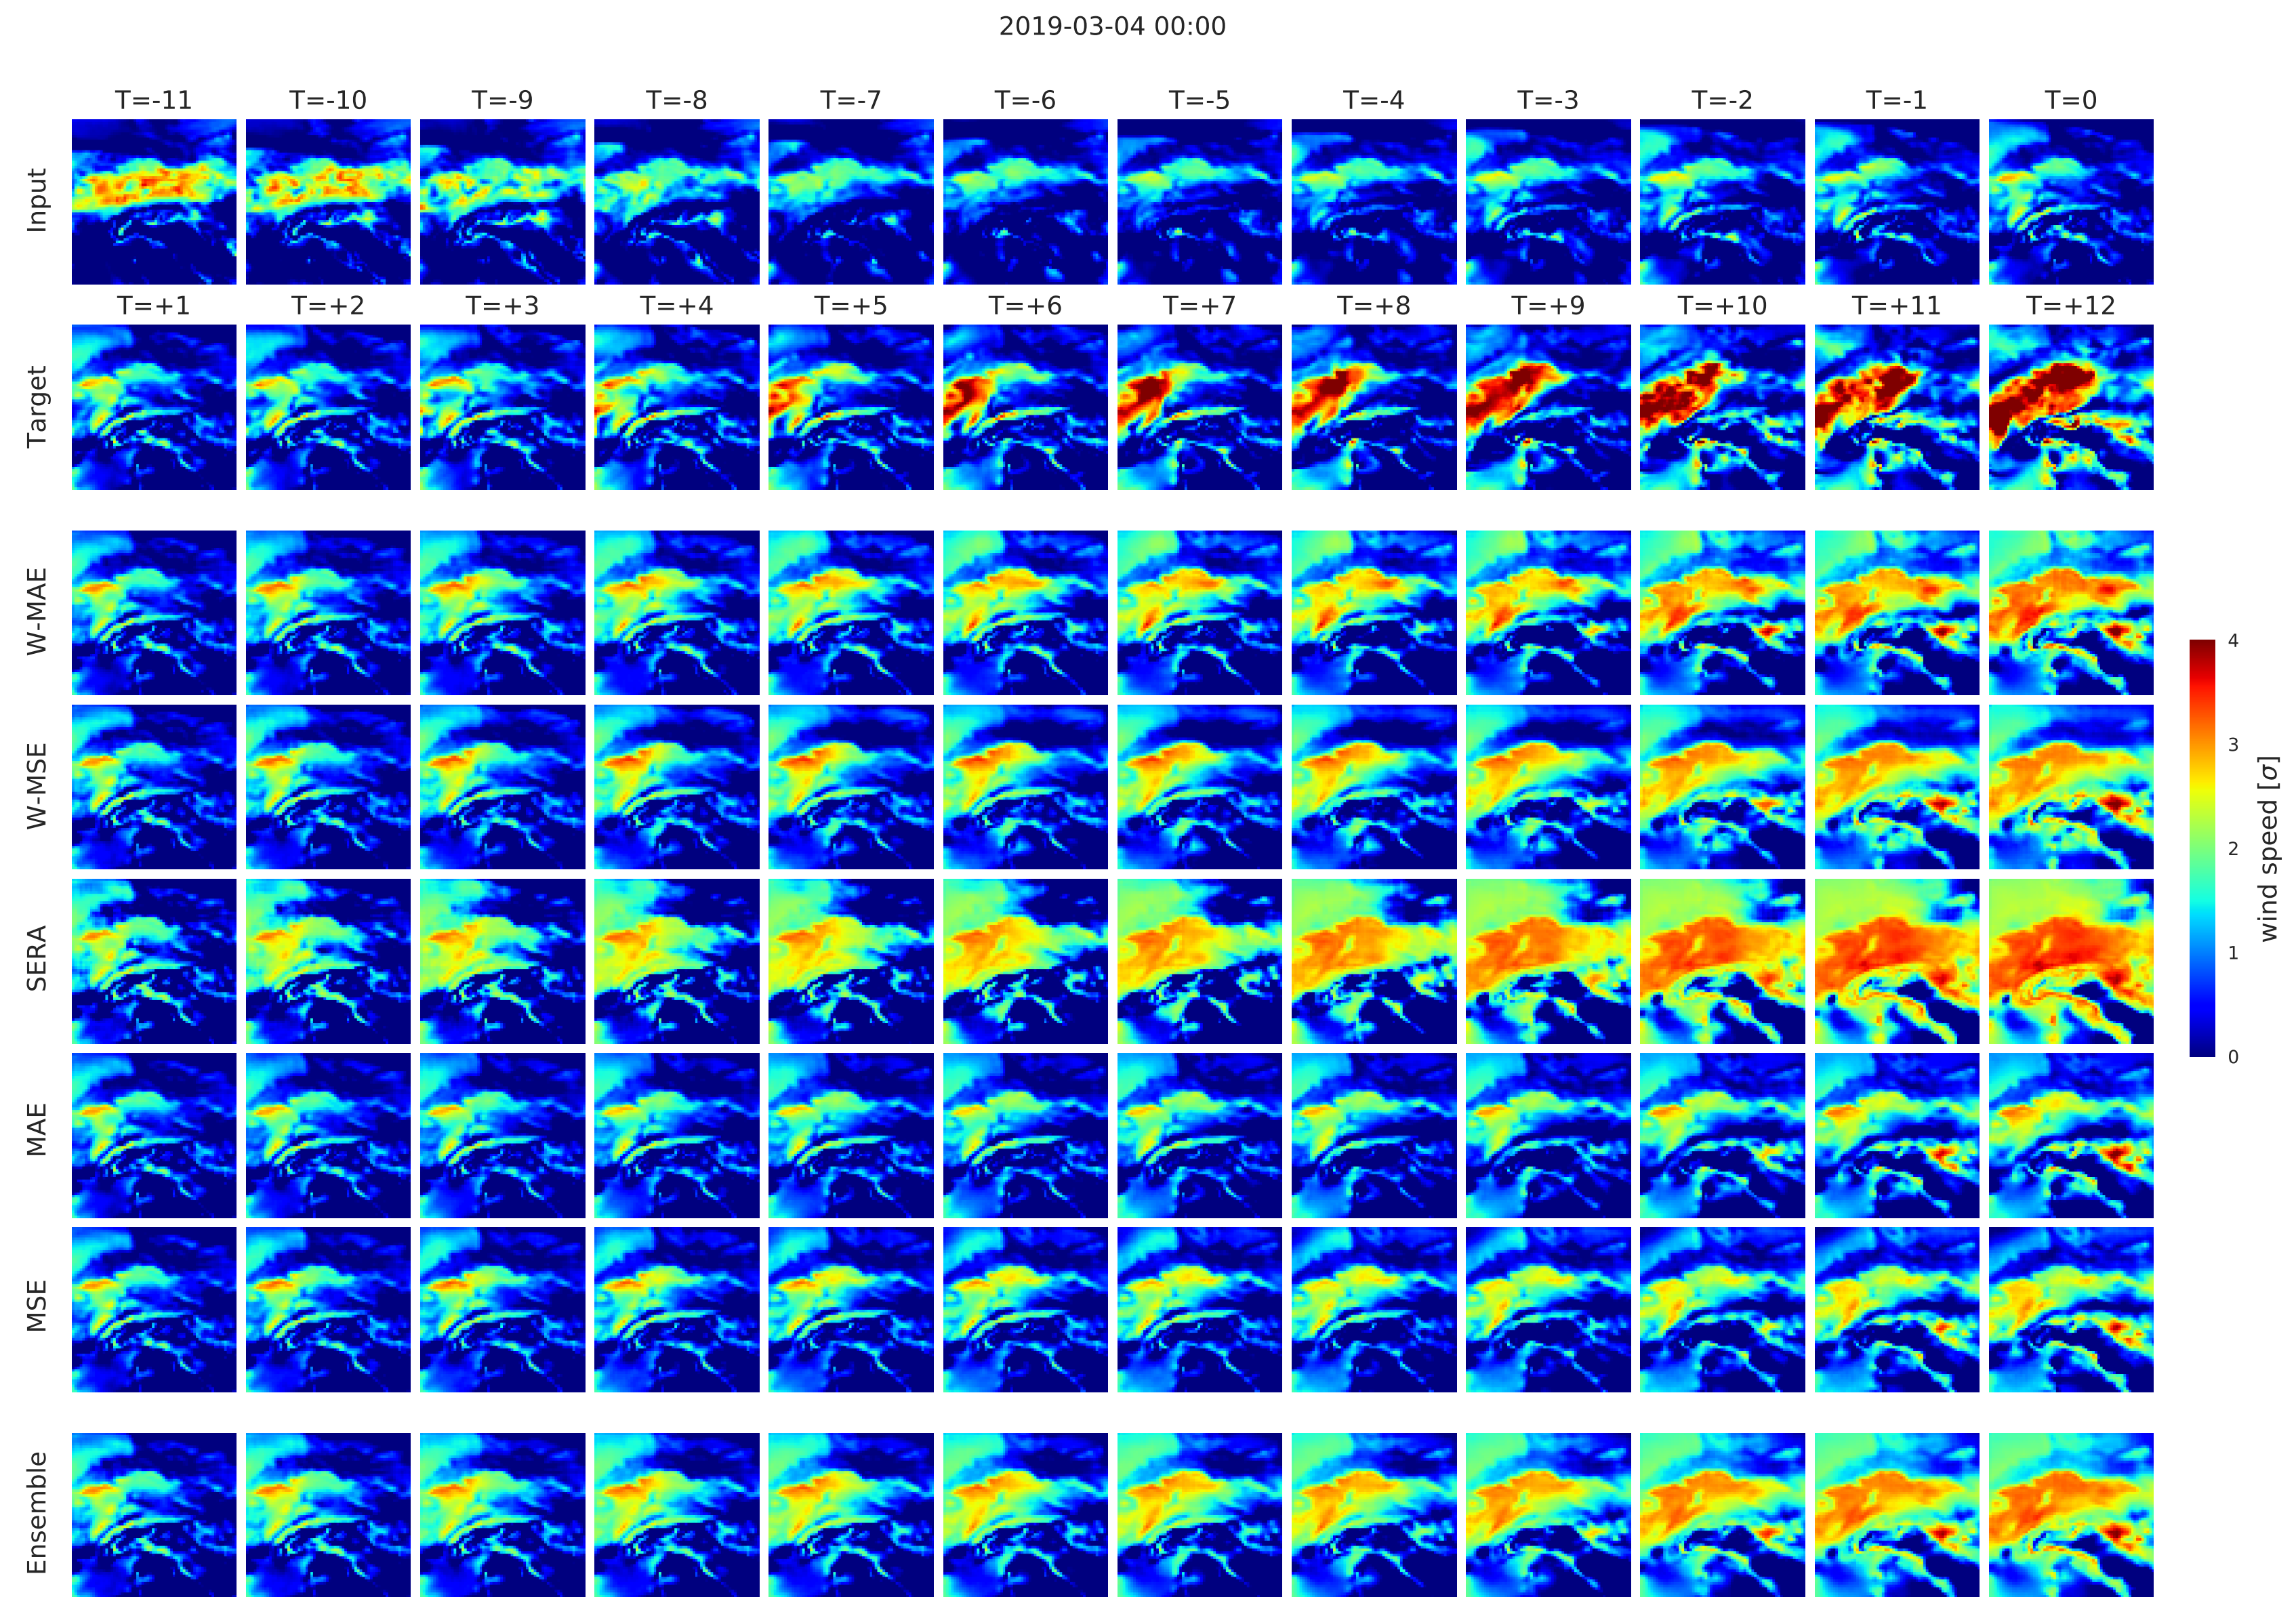 2019-03-04 00:00
T=-11 T=-10 T=-9 T=-8 T=-7 T=-6 T=-5 T=-4 T=-3 T=-2 T=-1 T=0
Input
T=+1 T=+2 T=+3 T=+4 T=+5 T=+6 T=+7 T=+8 T=+9 T=+10 T=+11 T=+12
Target
W-MAE
W-MSE
SERA
MAE
MSE
Ensemble
4
3
2
1
0
wind speed [σ]